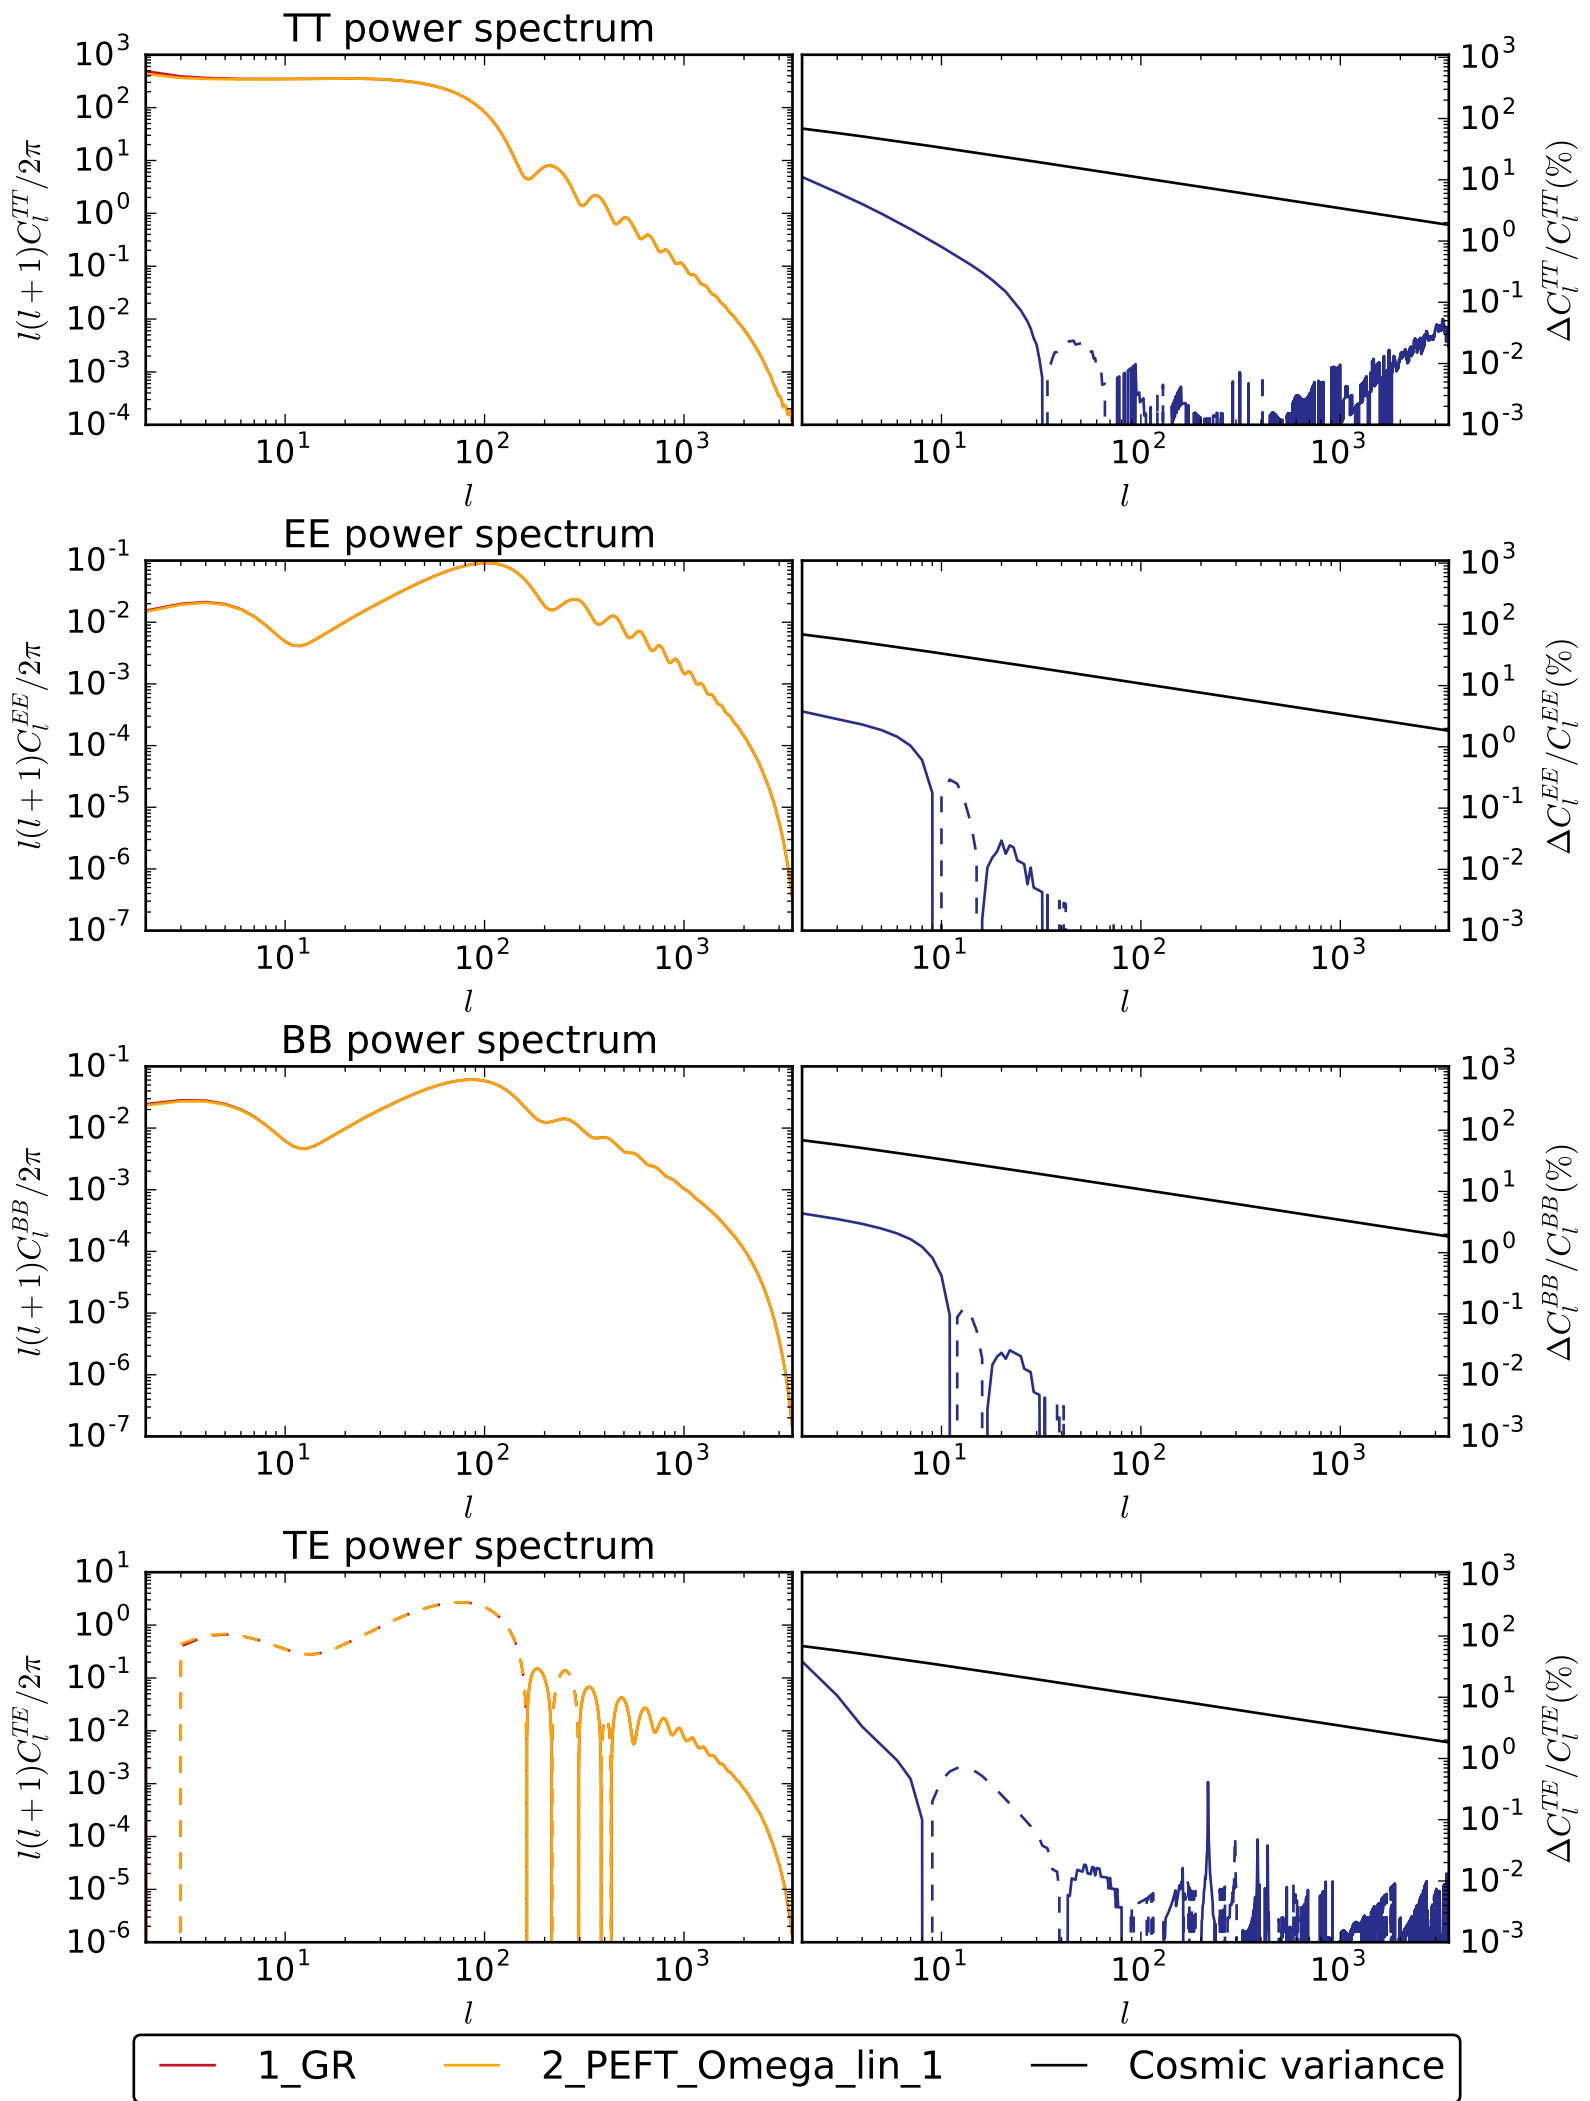 TT power spectrum
10^3
10^2
10^1
10^0
10^-1
10^-2
10^-3
10^-4
l(l+1)C_l^{TT}/2π
10^1 10^2 10^3
l
10^3
10^2
10^1
10^0
10^-1
10^-2
10^-3
ΔC_l^{TT}/C_l^{TT}(%)
10^1 10^2 10^3
l
EE power spectrum
10^-1
10^-2
10^-3
10^-4
10^-5
10^-6
10^-7
l(l+1)C_l^{EE}/2π
10^1 10^2 10^3
l
10^3
10^2
10^1
10^0
10^-1
10^-2
10^-3
ΔC_l^{EE}/C_l^{EE}(%)
10^1 10^2 10^3
l
BB power spectrum
10^-1
10^-2
10^-3
10^-4
10^-5
10^-6
10^-7
l(l+1)C_l^{BB}/2π
10^1 10^2 10^3
l
10^3
10^2
10^1
10^0
10^-1
10^-2
10^-3
ΔC_l^{BB}/C_l^{BB}(%)
10^1 10^2 10^3
l
TE power spectrum
10^1
10^0
10^-1
10^-2
10^-3
10^-4
10^-5
10^-6
l(l+1)C_l^{TE}/2π
10^1 10^2 10^3
l
10^3
10^2
10^1
10^0
10^-1
10^-2
10^-3
ΔC_l^{TE}/C_l^{TE}(%)
10^1 10^2 10^3
l
1_GR 2_PEFT_Omega_lin_1 Cosmic variance